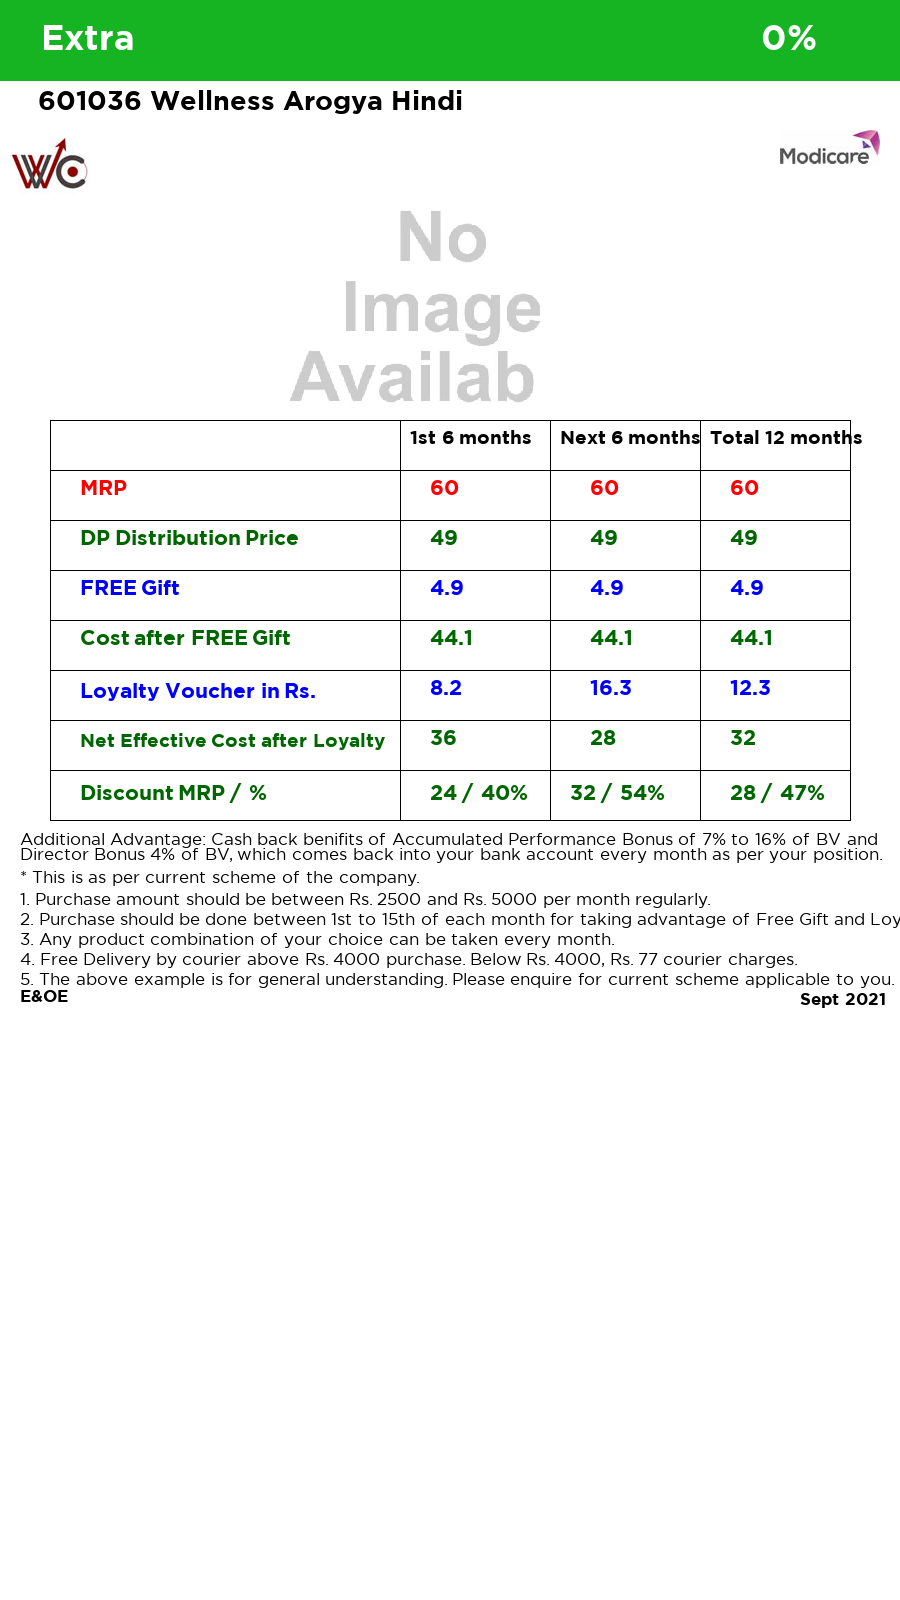 Extra 0%
601036 Wellness Arogya Hindi
WC
Modicare
No
Image
Availab
1st 6 months Next 6 months Total 12 months
MRP 60 60 60
DP Distribution Price 49 49 49
FREE Gift 4.9 4.9 4.9
Cost after FREE Gift 44.1 44.1 44.1
Loyalty Voucher in Rs. 8.2 16.3 12.3
Net Effective Cost after Loyalty 36 28 32
Discount MRP / % 24 / 40% 32 / 54% 28 / 47%
Additional Advantage: Cash back benifits of Accumulated Performance Bonus of 7% to 16% of BV and
Director Bonus 4% of BV, which comes back into your bank account every month as per your position.
* This is as per current scheme of the company.
1. Purchase amount should be between Rs. 2500 and Rs. 5000 per month regularly.
2. Purchase should be done between 1st to 15th of each month for taking advantage of Free Gift and Loy
3. Any product combination of your choice can be taken every month.
4. Free Delivery by courier above Rs. 4000 purchase. Below Rs. 4000, Rs. 77 courier charges.
5. The above example is for general understanding. Please enquire for current scheme applicable to you.
E&OE
Sept 2021